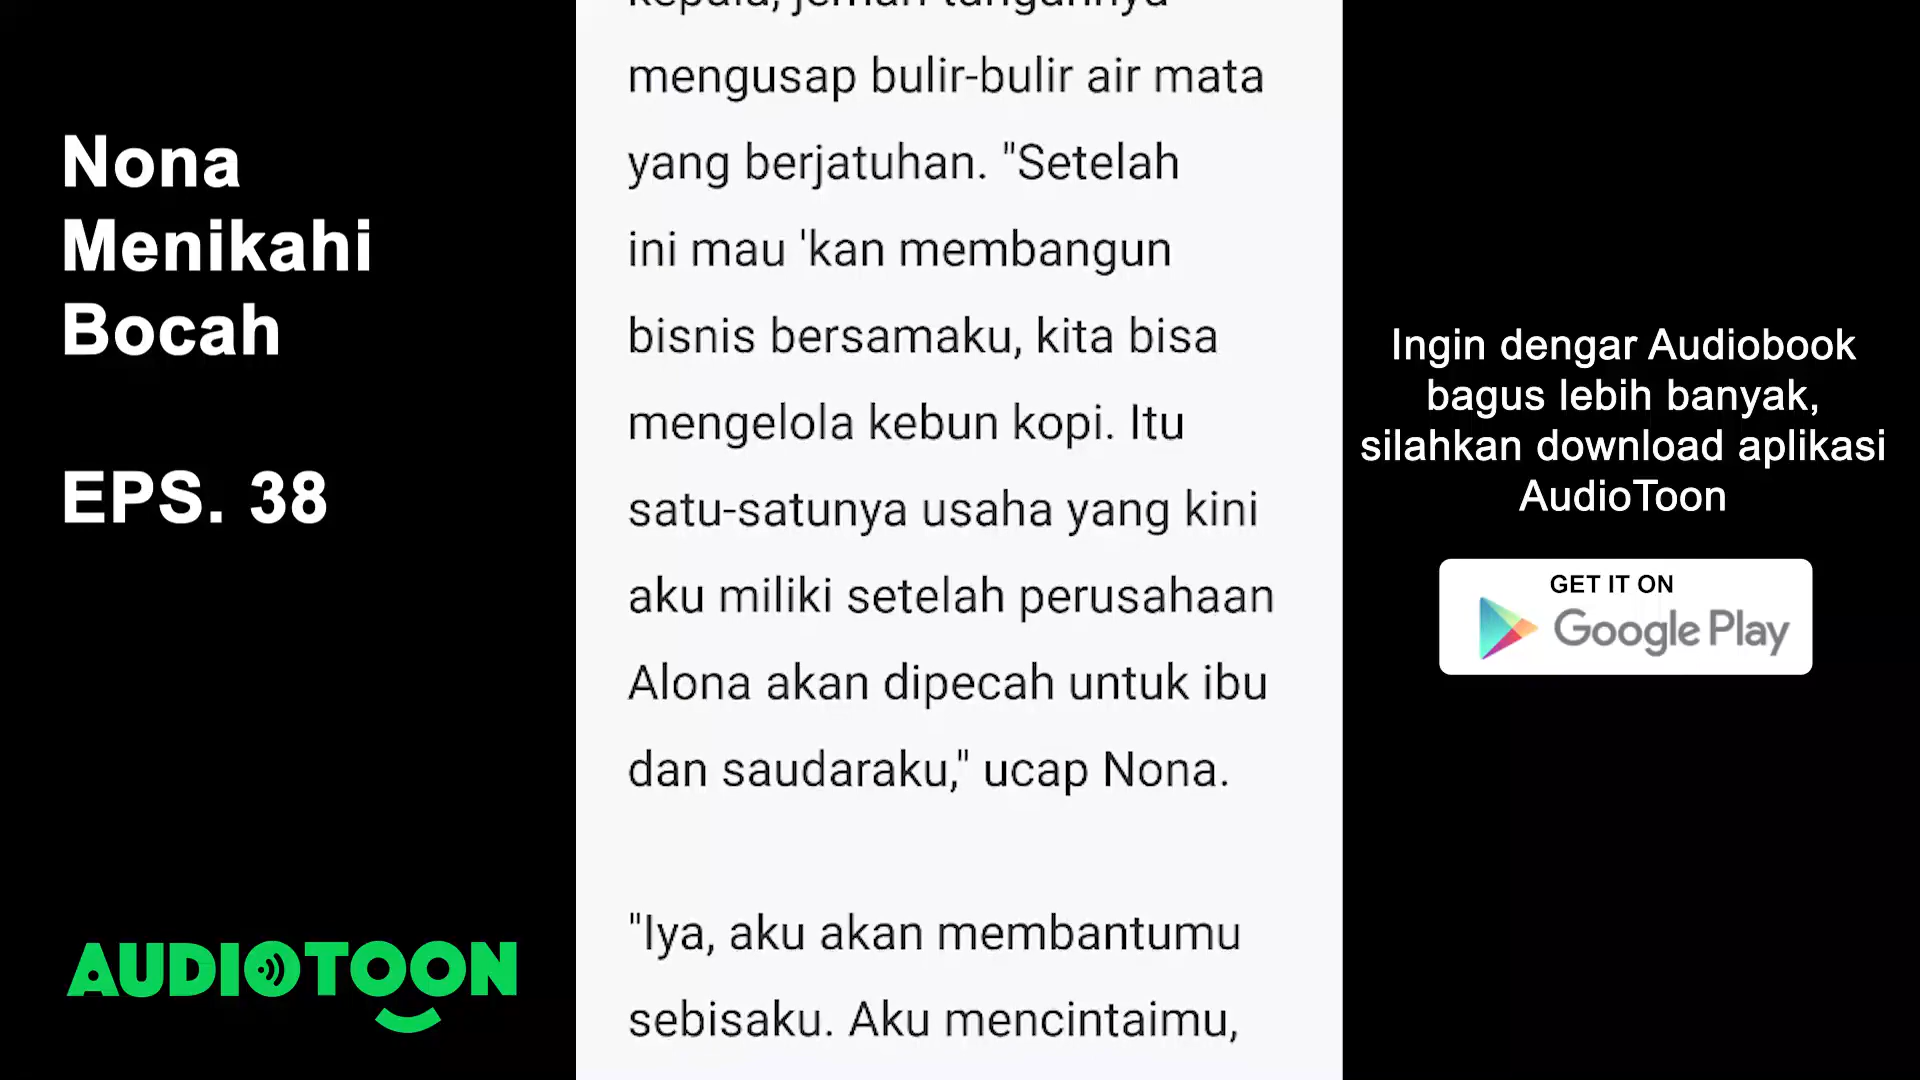 Nona
Menikahi
Bocah
EPS. 38
AUDIOTOON
mengusap bulir-bulir air mata
yang berjatuhan. "Setelah
ini mau 'kan membangun
bisnis bersamaku, kita bisa
mengelola kebun kopi. Itu
satu-satunya usaha yang kini
aku miliki setelah perusahaan
Alona akan dipecah untuk ibu
dan saudaraku," ucap Nona.
"Iya, aku akan membantumu
sebisaku. Aku mencintaimu,
Ingin dengar Audiobook
bagus lebih banyak,
silahkan download aplikasi
AudioToon
GET IT ON
Google Play